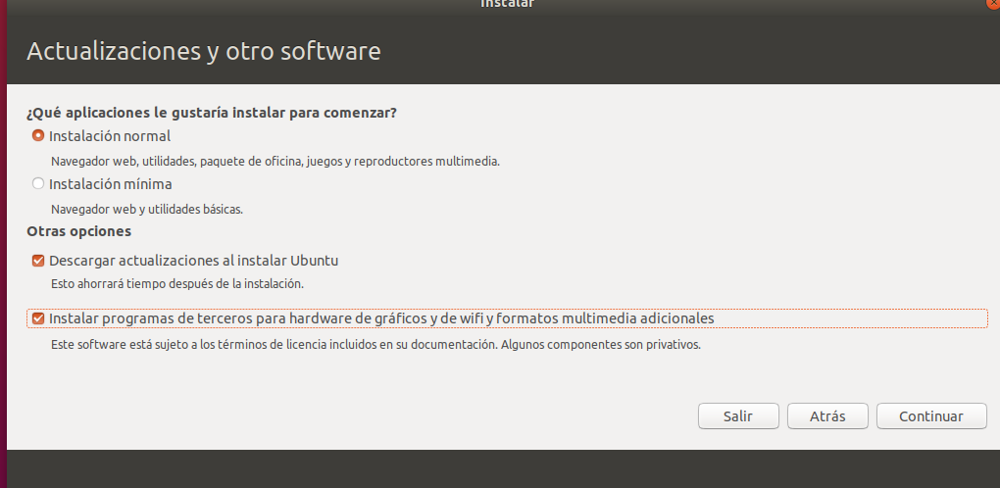 Instalar
Actualizaciones y otro software
¿Qué aplicaciones le gustaría instalar para comenzar?
Instalación normal
Navegador web, utilidades, paquete de oficina, juegos y reproductores multimedia.
Instalación mínima
Navegador web y utilidades básicas.
Otras opciones
Descargar actualizaciones al instalar Ubuntu
Esto ahorrará tiempo después de la instalación.
Instalar programas de terceros para hardware de gráficos y de wifi y formatos multimedia adicionales
Este software está sujeto a los términos de licencia incluidos en su documentación. Algunos componentes son privativos.
Salir
Atrás
Continuar